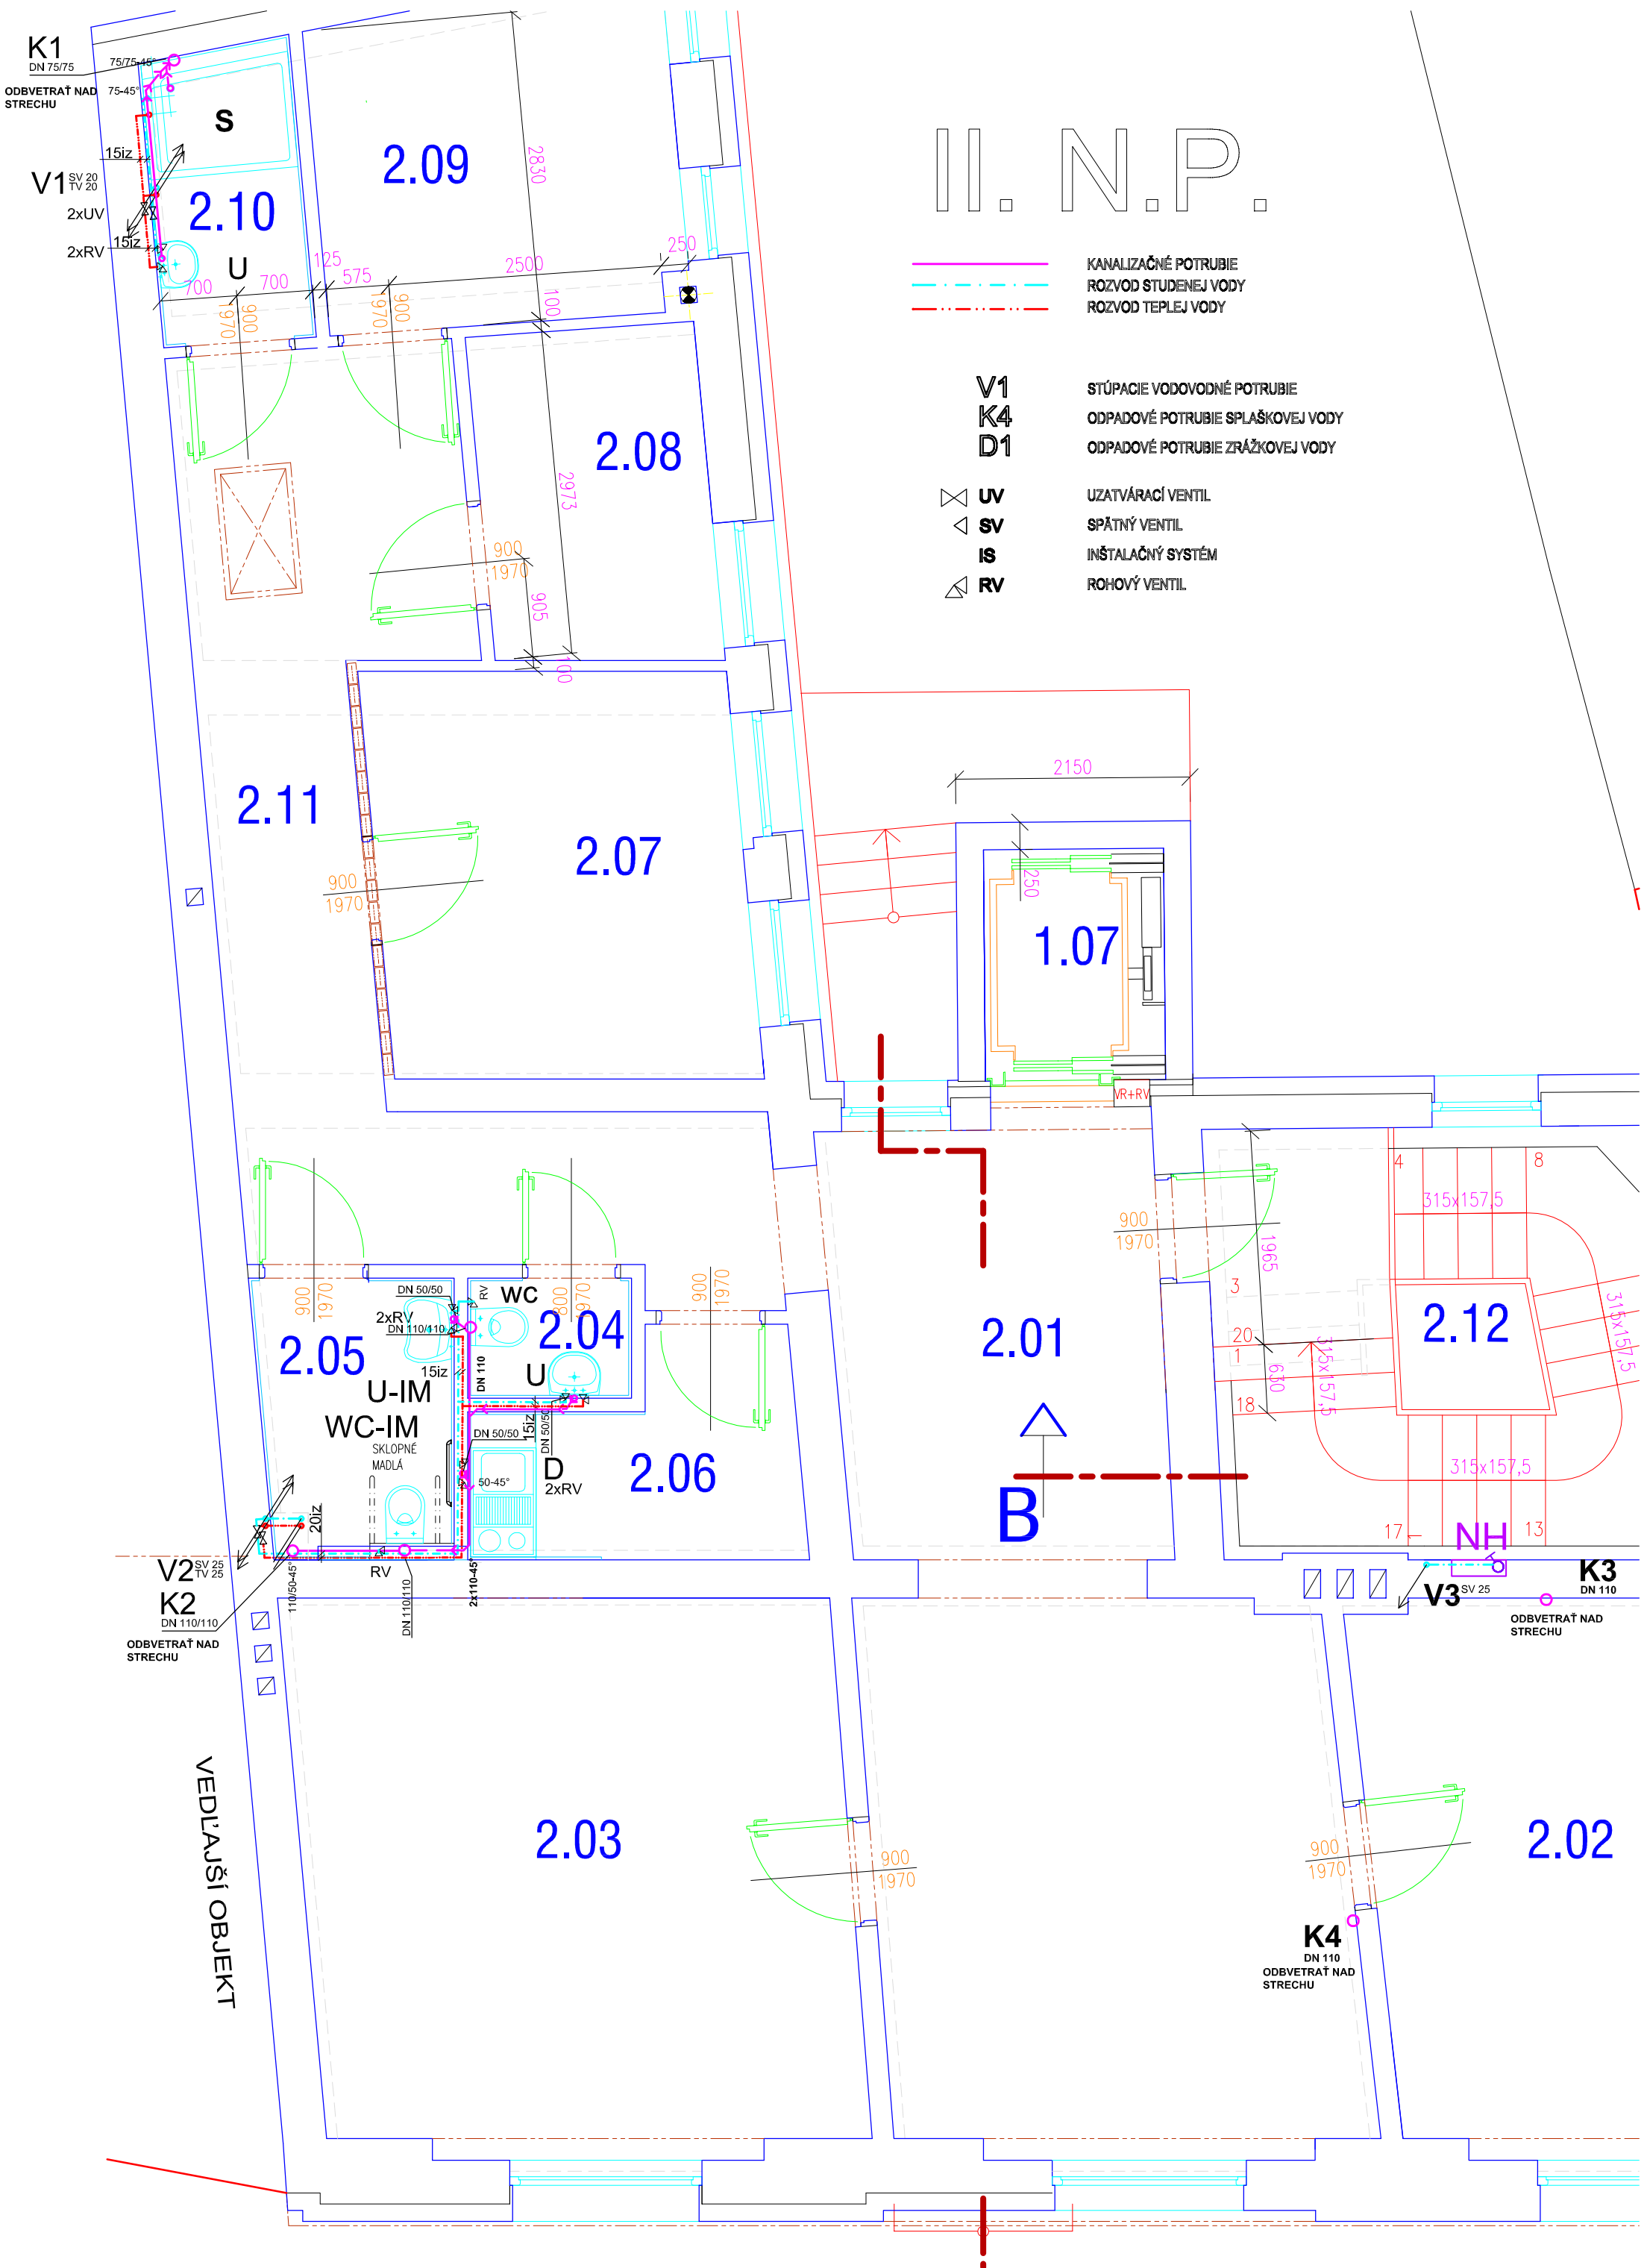 K1
DN 75/75
ODBVETRAŤ NAD
STRECHU
75/75-45°
75-45°
S
15iz
V1 SV 20
TV 20
2xUV
2xRV
15iz
2.10
U
2.09
2830
250
125
700
700
575
2500
100
900
1970
900
1970
II. N.P.
KANALIZAČNÉ POTRUBIE
ROZVOD STUDENEJ VODY
ROZVOD TEPLEJ VODY
V1 STÚPACIE VODOVODNÉ POTRUBIE
K4 ODPADOVÉ POTRUBIE SPLAŠKOVEJ VODY
D1 ODPADOVÉ POTRUBIE ZRÁŽKOVEJ VODY
UV UZATVÁRACÍ VENTIL
SV SPÄTNÝ VENTIL
IS INŠTALAČNÝ SYSTÉM
RV ROHOVÝ VENTIL
2.08
2973
900
1970
905
100
2.11
2.07
900
1970
2150
250
1.07
VR+RV
4
8
315x157,5
900
1970
1965
3
20
1
630
18
315x157,5
2.12
315x157,5
315x157,5
17
13
2.01
B
900
1970
DN 50/50
2xRV
DN 110/110
RV
WC
800
1970
2.04
900
1970
2.05
15iz
DN 110
U
U-IM
WC-IM
SKLOPNÉ
MADLÁ
DN 50/50
15iz
DN 50/50
D
2xRV
50-45°
2.06
20iz
V2 SV 25
TV 25
K2
DN 110/110
ODBVETRAŤ NAD
STRECHU
110/50-45°
RV
DN 110/110
2x110-45°
NH
V3 SV 25
K3
DN 110
ODBVETRAŤ NAD
STRECHU
VEDĽAJŠÍ OBJEKT
2.03
900
1970
900
1970
2.02
K4
DN 110
ODBVETRAŤ NAD
STRECHU